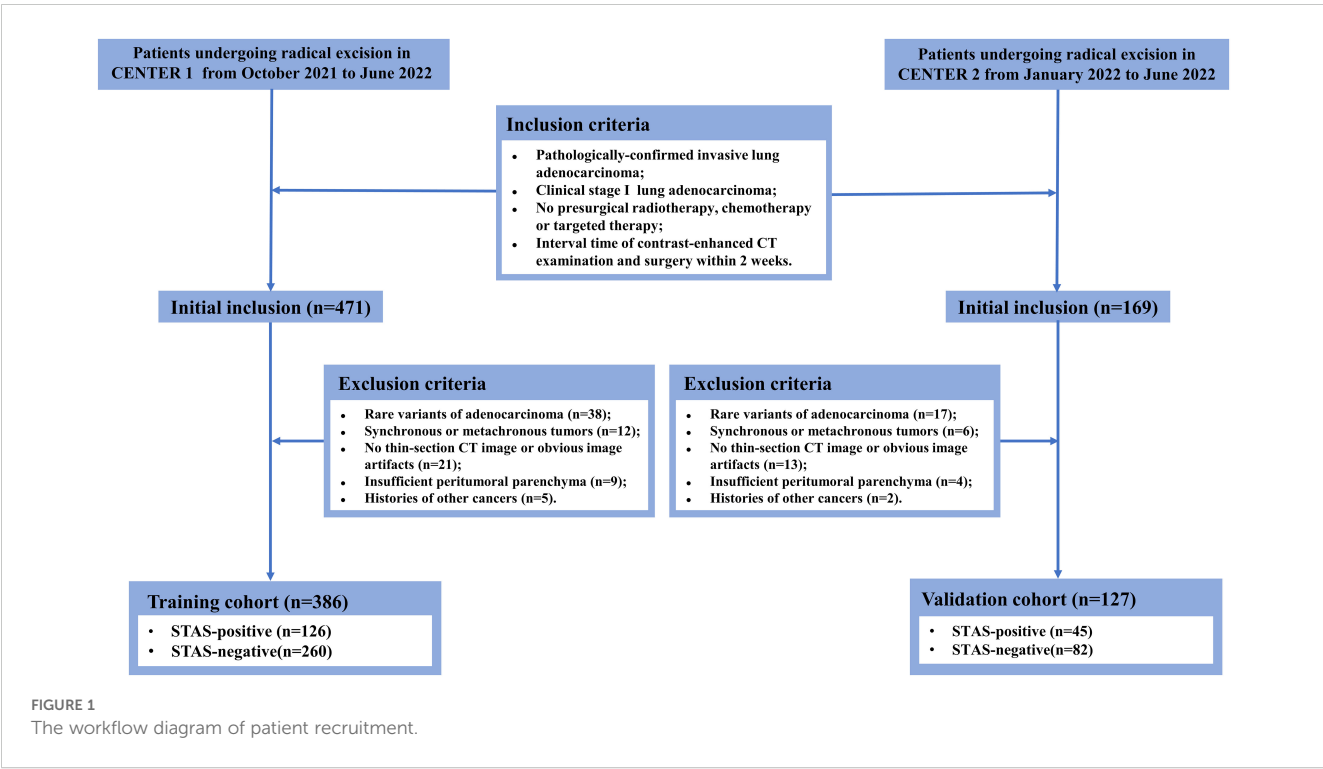 Patients undergoing radical excision in
CENTER 1 from October 2021 to June 2022
Patients undergoing radical excision in
CENTER 2 from January 2022 to June 2022
Inclusion criteria
• Pathologically-confirmed invasive lung
adenocarcinoma;
• Clinical stage I lung adenocarcinoma;
• No presurgical radiotherapy, chemotherapy
or targeted therapy;
• Interval time of contrast-enhanced CT
examination and surgery within 2 weeks.
Initial inclusion (n=471)
Initial inclusion (n=169)
Exclusion criteria
• Rare variants of adenocarcinoma (n=38);
• Synchronous or metachronous tumors (n=12);
• No thin-section CT image or obvious image
artifacts (n=21);
• Insufficient peritumoral parenchyma (n=9);
• Histories of other cancers (n=5).
Exclusion criteria
• Rare variants of adenocarcinoma (n=17);
• Synchronous or metachronous tumors (n=6);
• No thin-section CT image or obvious image
artifacts (n=13);
• Insufficient peritumoral parenchyma (n=4);
• Histories of other cancers (n=2).
Training cohort (n=386)
• STAS-positive (n=126)
• STAS-negative(n=260)
Validation cohort (n=127)
• STAS-positive (n=45)
• STAS-negative(n=82)
FIGURE 1
The workflow diagram of patient recruitment.